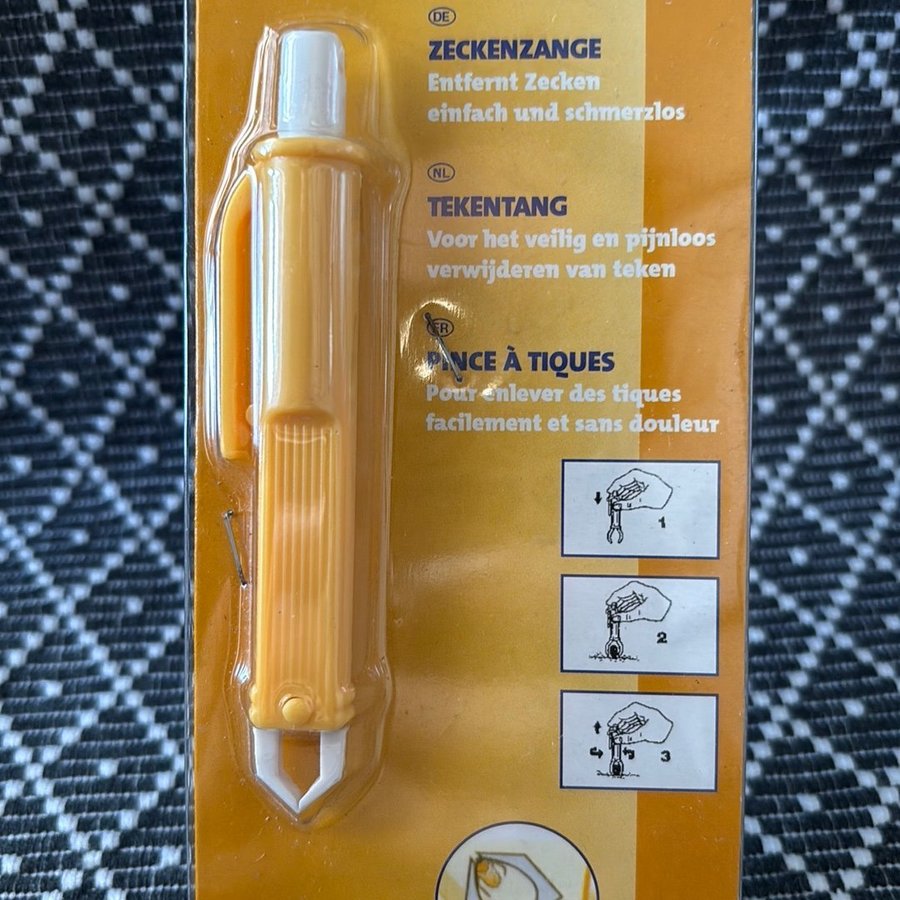 DE
ZECKENZANGE
Entfernt Zecken
einfach und schmerzlos
NL
TEKENTANG
Voor het veilig en pijnloos
verwijderen van teken
FR
PINCE À TIQUES
Pour enlever des tiques
facilement et sans douleur
1
2
3